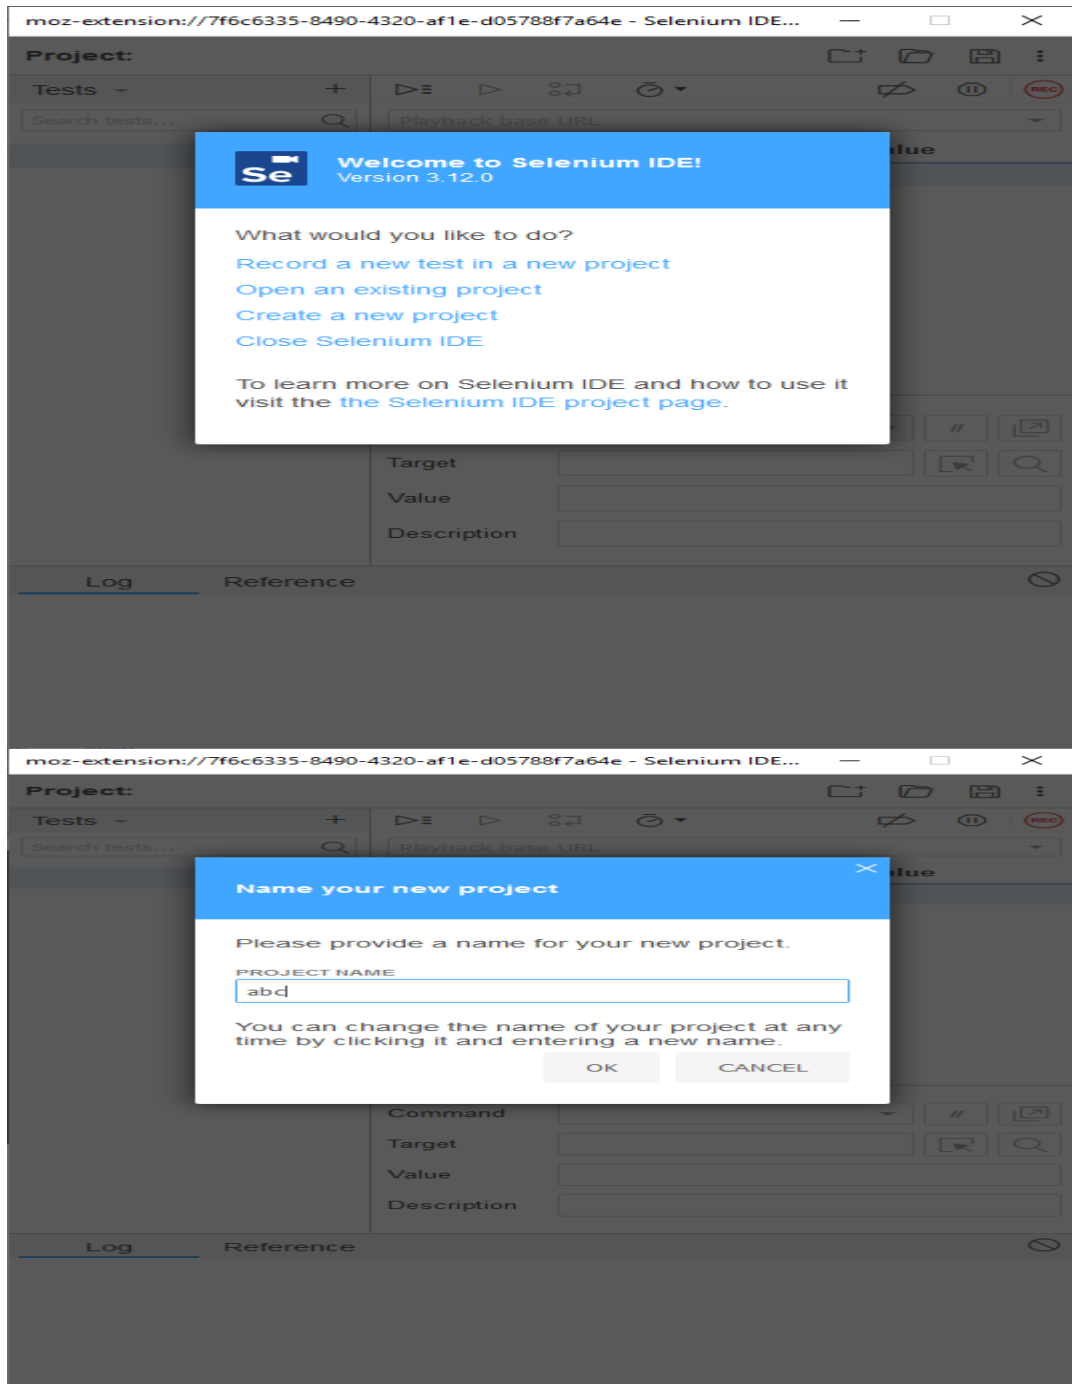 moz-extension://7f6c6335-8490-4320-af1e-d05788f7a64e - Selenium IDE...
Project:
Tests
REC
Search tests...
Playback base URL
alue
Se
Welcome to Selenium IDE!
Version 3.12.0
What would you like to do?
Record a new test in a new project
Open an existing project
Create a new project
Close Selenium IDE
To learn more on Selenium IDE and how to use it
visit the the Selenium IDE project page.
//
Target
Value
Description
Log Reference
moz-extension://7f6c6335-8490-4320-af1e-d05788f7a64e - Selenium IDE...
Project:
Tests
REC
Search tests...
Playback base URL
alue
Name your new project
Please provide a name for your new project.
PROJECT NAME
abc
You can change the name of your project at any
time by clicking it and entering a new name.
OK CANCEL
Command
//
Target
Value
Description
Log Reference